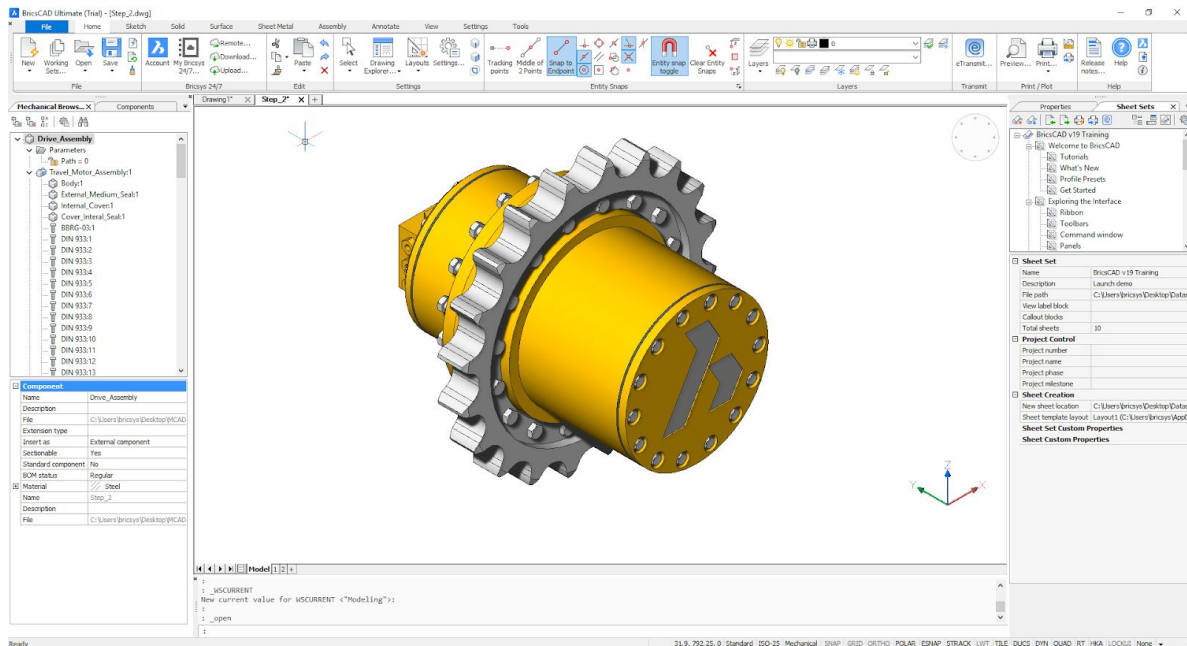 BricsCAD Ultimate (Trial) - [Step_2.dwg]
File Home Sketch Solid Surface Sheet Metal Assembly Annotate View Settings Tools
New Working Sets... Open Save
Account My Bricsys 24/7... Remote... Download... Upload...
Paste
Select Drawing Explorer... Layouts Settings...
Tracking points Middle of 2 Points Snap to Endpoint Entity snap toggle Clear Entity Snaps
Layers 0
eTransmit... Preview... Print... Release notes... Help
File Bricsys 24/7 Edit Settings Entity Snaps Layers Transmit Print / Plot Help
Mechanical Brows... X Components
Drawing1* X Step_2* X +
Drive_Assembly
Parameters
Path = 0
Travel_Motor_Assembly:1
Body:1
External_Medium_Seal:1
Internal_Cover:1
Cover_Interal_Seal:1
BBRG-03:1
DIN 933:1
DIN 933:2
DIN 933:3
DIN 933:4
DIN 933:5
DIN 933:6
DIN 933:7
DIN 933:8
DIN 933:9
DIN 933:10
DIN 933:11
DIN 933:12
DIN 933:13
Component
Name Drive_Assembly
Description
File C:\Users\bricsys\Desktop\MCAD
Extension type
Insert as External component
Sectionable Yes
Standard component No
BOM status Regular
Material Steel
Name Step_2
Description
File C:\Users\bricsys\Desktop\MCAD
Z
Y X
Model 1 2 +
:
: _WSCURRENT
New current value for WSCURRENT <"Modeling">:
:
: _open
:
Properties Sheet Sets X
BricsCAD v19 Training
Welcome to BricsCAD
Tutorials
What's New
Profile Presets
Get Started
Exploring the Interface
Ribbon
Toolbars
Command window
Panels
Sheet Set
Name BricsCAD v19 Training
Description Launch demo
File path C:\Users\bricsys\Desktop\Datas
View label block
Callout blocks
Total sheets 10
Project Control
Project number
Project name
Project phase
Project milestone
Sheet Creation
New sheet location C:\Users\bricsys\Desktop\Datas
Sheet template layout Layout1 (C:\Users\bricsys\AppD
Sheet Set Custom Properties
Sheet Custom Properties
Ready
31.9, 792.25, 0 Standard ISO-25 Mechanical SNAP GRID ORTHO POLAR ESNAP STRACK LWT TILE DUCS DYN QUAD RT HKA LOCKUI None